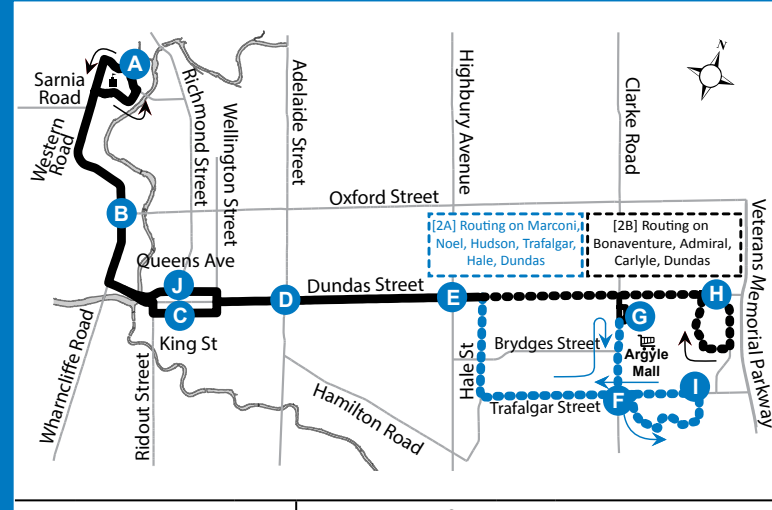 N
A
Sarnia
Road
Richmond Street
Wellington Street
Adelaide Street
Highbury Avenue
Clarke Road
Western
Road
B
Oxford Street
Veterans Memorial Parkway
[2A] Routing on Marconi,
Noel, Hudson, Trafalgar,
Hale, Dundas
[2B] Routing on
Bonaventure, Admiral,
Carlyle, Dundas
Queens Ave
J
Dundas Street
D
E
H
C
G
King St
Brydges Street
Argyle
Mall
Wharncliffe Road
Ridout Street
Hale St
I
F
Trafalgar Street
Hamilton Road